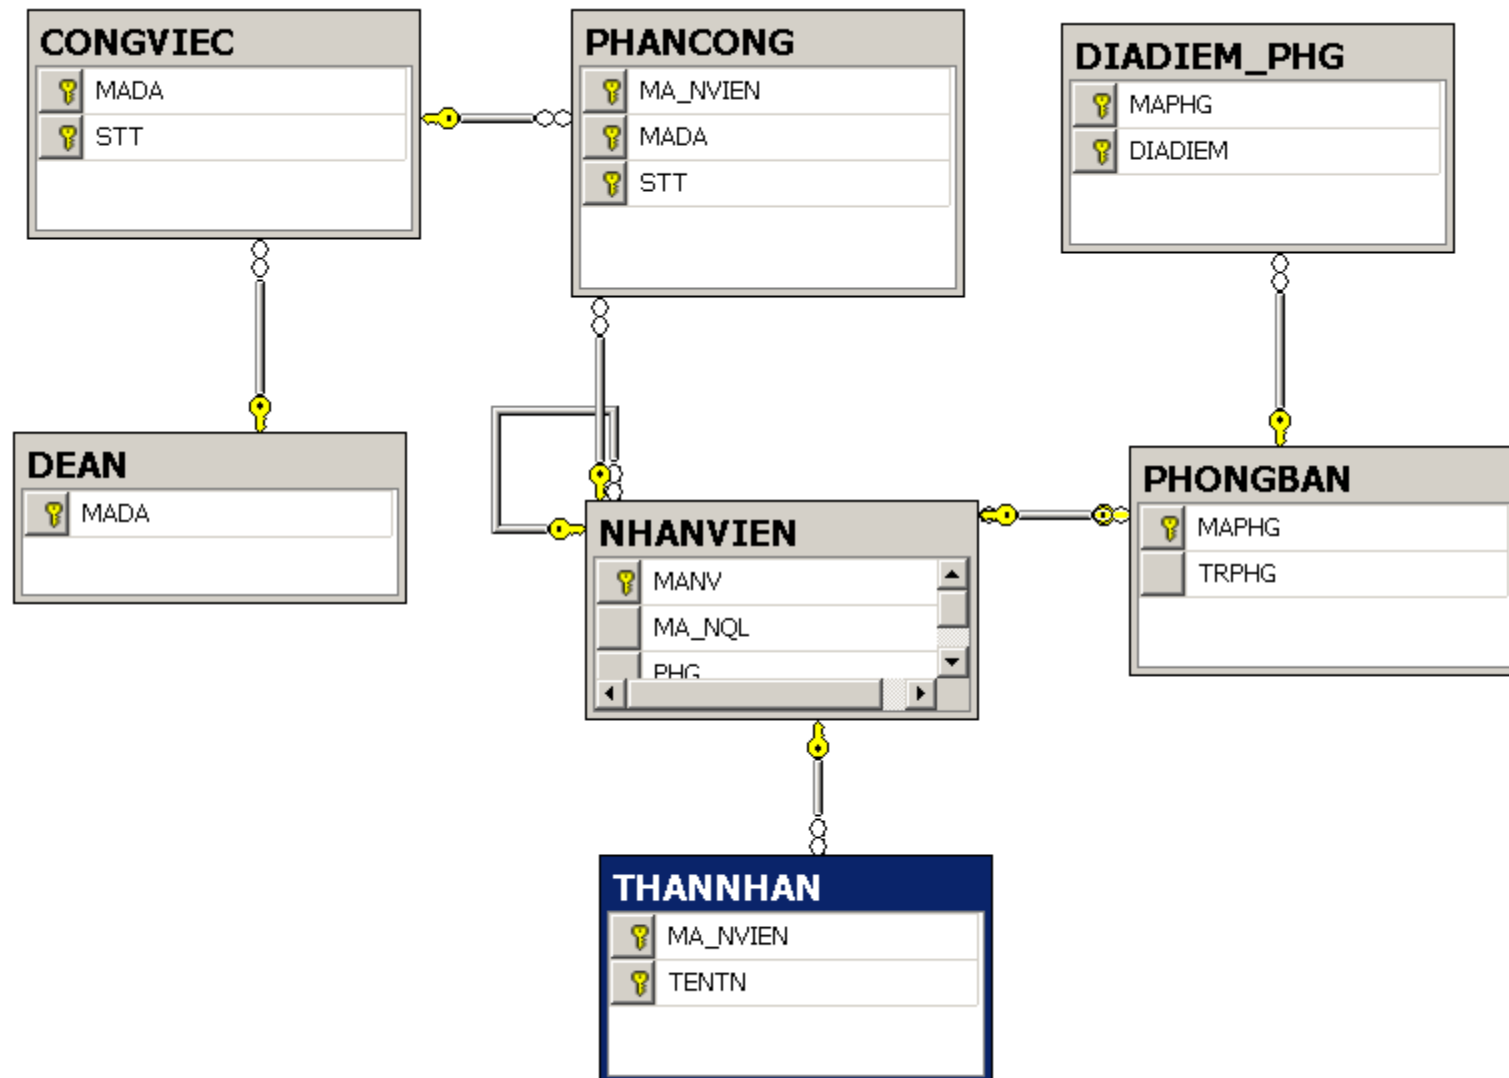 CONGVIEC
MADA
STT
PHANCONG
MA_NVIEN
MADA
STT
DIADIEM_PHG
MAPHG
DIADIEM
DEAN
MADA
NHANVIEN
MANV
MA_NQL
PHG
PHONGBAN
MAPHG
TRPHG
THANNHAN
MA_NVIEN
TENTN